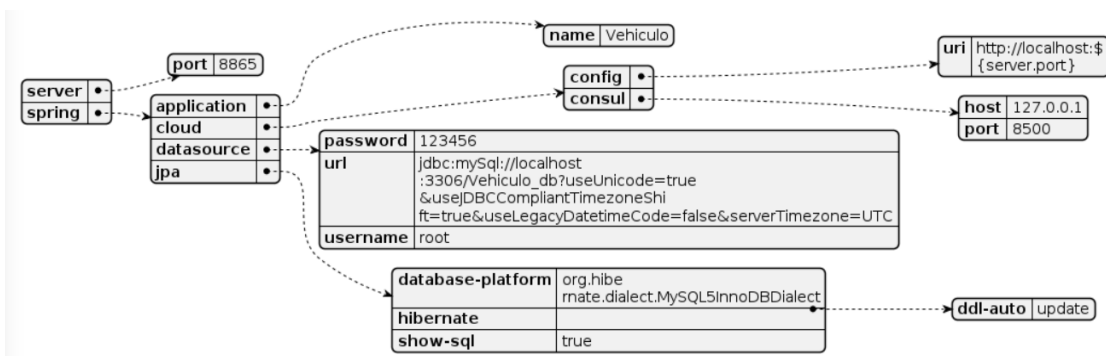 name Vehiculo
port 8865
uri http://localhost:$
{server.port}
config
consul
server
spring
application
cloud
datasource
jpa
host 127.0.0.1
port 8500
password 123456
url jdbc:mySql://localhost
:3306/Vehiculo_db?useUnicode=true
&useJDBCCompliantTimezoneShi
ft=true&useLegacyDatetimeCode=false&serverTimezone=UTC
username root
database-platform org.hibe
rnate.dialect.MySQL5InnoDBDialect
hibernate
show-sql true
ddl-auto update